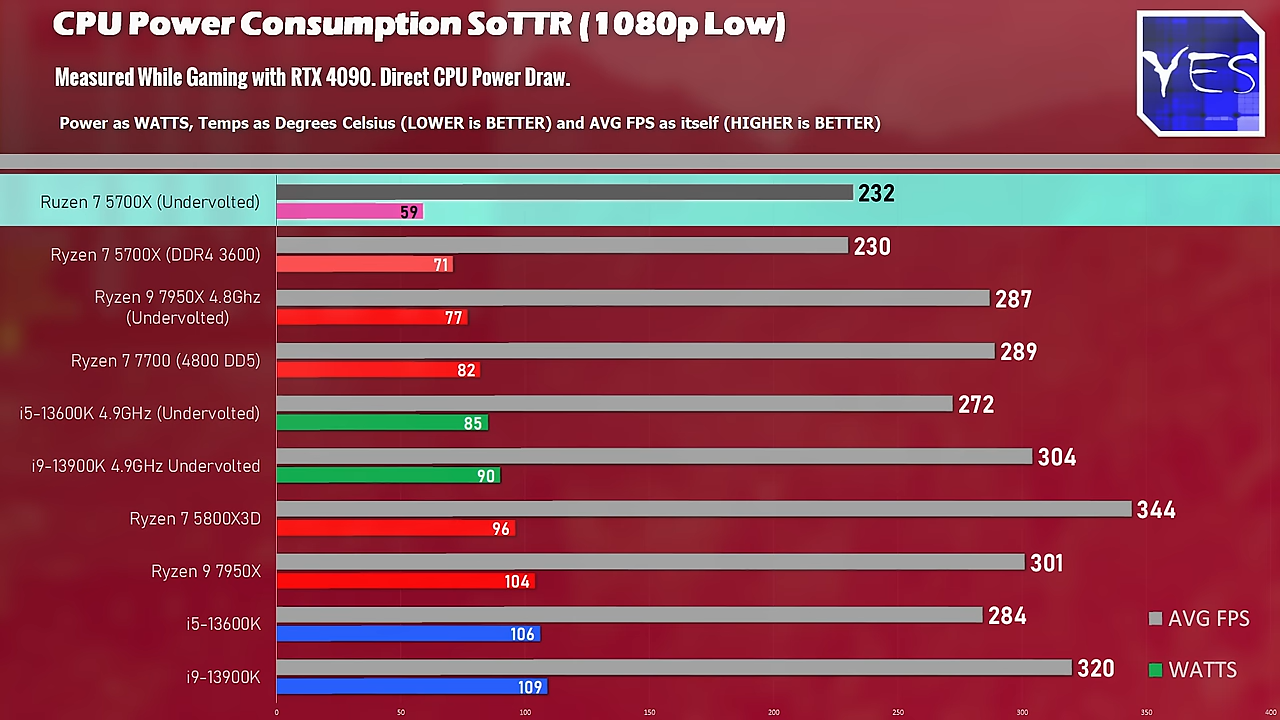 CPU Power Consumption SoTTR (1080p Low)
Measured While Gaming with RTX 4090. Direct CPU Power Draw.
Power as WATTS, Temps as Degrees Celsius (LOWER is BETTER) and AVG FPS as itself (HIGHER is BETTER)
YES
Ruzen 7 5700X (Undervolted)
232
59
Ryzen 7 5700X (DDR4 3600)
230
71
Ryzen 9 7950X 4.8Ghz
(Undervolted)
287
77
Ryzen 7 7700 (4800 DD5)
289
82
i5-13600K 4.9GHz (Undervolted)
272
85
i9-13900K 4.9GHz Undervolted
304
90
Ryzen 7 5800X3D
344
96
Ryzen 9 7950X
301
104
i5-13600K
284
106
i9-13900K
320
109
AVG FPS
WATTS
0 50 100 150 200 250 300 350 400